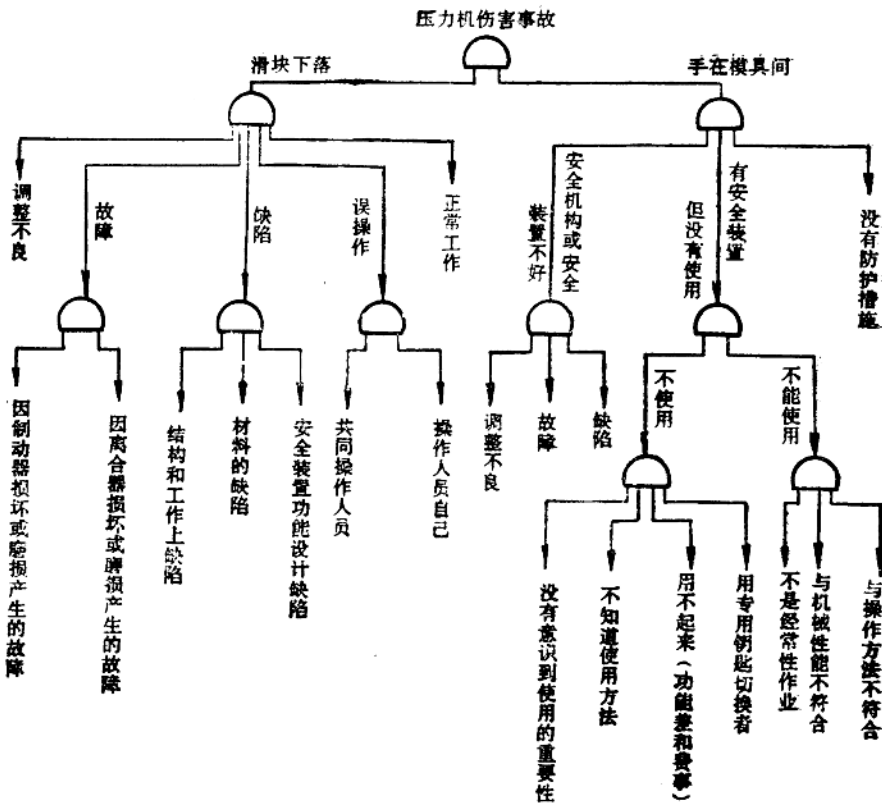 压力机伤害事故
滑块下落
手在模具间
调整不良
故障
缺陷
误操作
正常工作
安全机构或安全
装置不好
有安全装置
但没有使用
没有防护措施
因制动器损坏或磨损产生的故障
因离合器损坏或磨损产生的故障
结构和工作上缺陷
材料的缺陷
安全装置功能设计缺陷
共同操作人员
操作人员自己
调整不良
故障
缺陷
不使用
不能使用
没有意识到使用的重要性
不知道使用方法
用不起来(功能差和费事)
用专用钥匙切换者
不是经常性作业
与机械性能不符合
与操作方法不符合